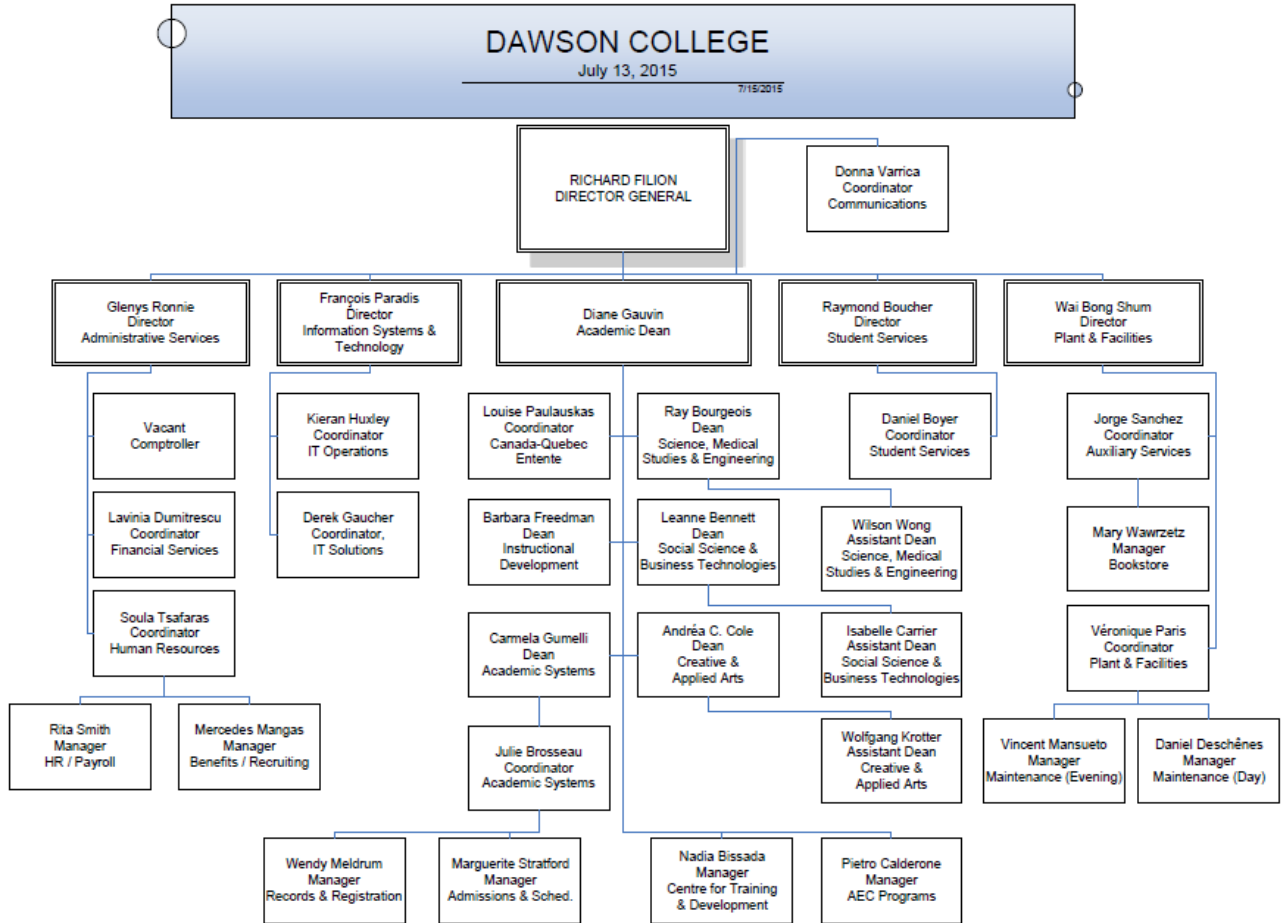 DAWSON COLLEGE
July 13, 2015
7/15/2015
RICHARD FILION
DIRECTOR GENERAL
Donna Varrica
Coordinator
Communications
Glenys Ronnie
Director
Administrative Services
François Paradis
Director
Information Systems &
Technology
Diane Gauvin
Academic Dean
Raymond Boucher
Director
Student Services
Wai Bong Shum
Director
Plant & Facilities
Vacant
Comptroller
Kieran Huxley
Coordinator
IT Operations
Louise Paulauskas
Coordinator
Canada-Quebec
Entente
Ray Bourgeois
Dean
Science, Medical
Studies & Engineering
Daniel Boyer
Coordinator
Student Services
Jorge Sanchez
Coordinator
Auxiliary Services
Lavinia Dumitrescu
Coordinator
Financial Services
Derek Gaucher
Coordinator,
IT Solutions
Barbara Freedman
Dean
Instructional
Development
Leanne Bennett
Dean
Social Science &
Business Technologies
Wilson Wong
Assistant Dean
Science, Medical
Studies & Engineering
Mary Wawrzetz
Manager
Bookstore
Soula Tsafaras
Coordinator
Human Resources
Carmela Gumelli
Dean
Academic Systems
Andréa C. Cole
Dean
Creative &
Applied Arts
Isabelle Carrier
Assistant Dean
Social Science &
Business Technologies
Véronique Paris
Coordinator
Plant & Facilities
Rita Smith
Manager
HR / Payroll
Mercedes Mangas
Manager
Benefits / Recruiting
Julie Brosseau
Coordinator
Academic Systems
Wolfgang Krotter
Assistant Dean
Creative &
Applied Arts
Vincent Mansueto
Manager
Maintenance (Evening)
Daniel Deschênes
Manager
Maintenance (Day)
Wendy Meldrum
Manager
Records & Registration
Marguerite Stratford
Manager
Admissions & Sched.
Nadia Bissada
Manager
Centre for Training
& Development
Pietro Calderone
Manager
AEC Programs